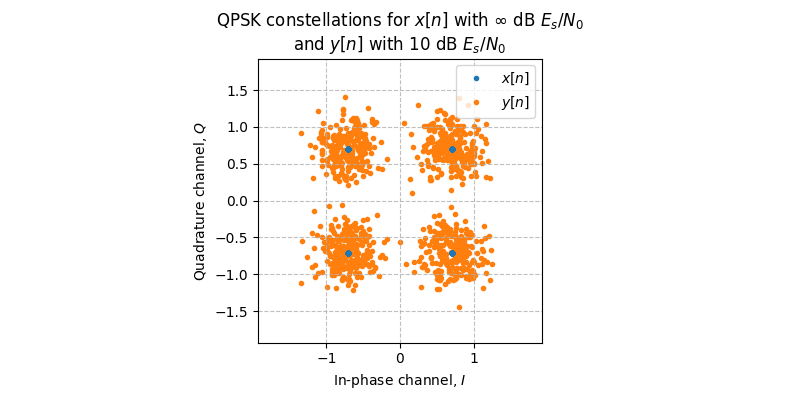 QPSK constellations for x[n] with ∞ dB Eₛ/N₀
and y[n] with 10 dB Eₛ/N₀
x[n]
y[n]
Quadrature channel, Q
1.5
1.0
0.5
0.0
−0.5
−1.0
−1.5
−1
0
1
In-phase channel, I